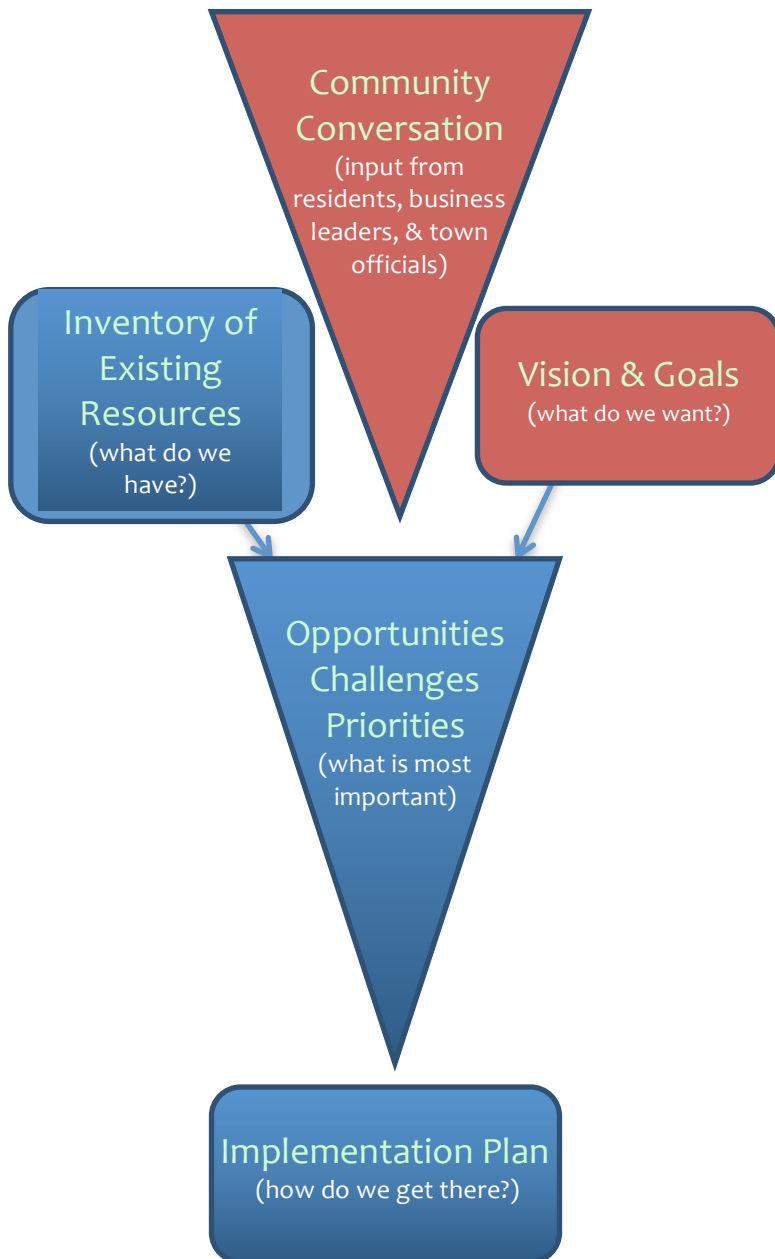 Community
Conversation
(input from
residents, business
leaders, & town
officials)
Inventory of
Existing
Resources
(what do we
have?)
Vision & Goals
(what do we want?)
Opportunities
Challenges
Priorities
(what is most
important)
Implementation Plan
(how do we get there?)